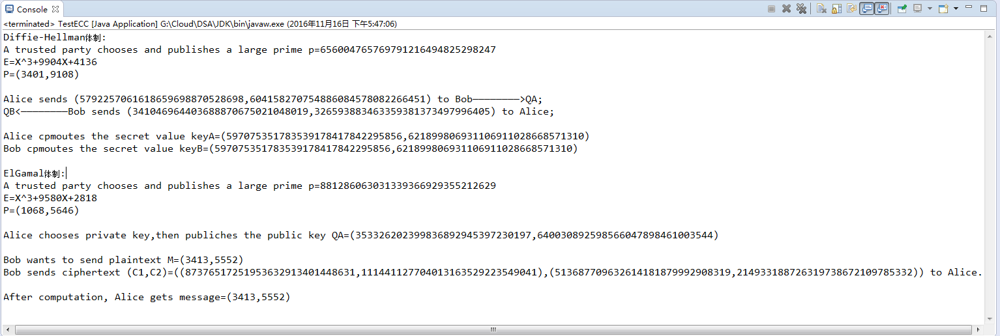 Console
<terminated> TestECC [Java Application] G:\Cloud\DSA\JDK\bin\javaw.exe (2016年11月16日 下午5:47:06)
Diffie-Hellman体制:
A trusted party chooses and publishes a large prime p=656004765769791216494825298247
E=X^3+9904X+4136
P=(3401,9108)
Alice sends (579225706161865969887052869​8,604158270754886084578082266451) to Bob————————>QA;
QB<————————Bob sends (341046964403688870675021048019,326593883463359381373497996405) to Alice;
Alice cpmoutes the secret value keyA=(597075351783539178417842295856,621899806931106911028668571310)
Bob cpmoutes the secret value keyB=(597075351783539178417842295856,621899806931106911028668571310)
ElGamal体制:
A trusted party chooses and publishes a large prime p=881286063031339366929355212629
E=X^3+9580X+2818
P=(1068,5646)
Alice chooses private key,then publiches the public key QA=(353326202399836892945397230197,640030892598566047898461003544)
Bob wants to send plaintext M=(3413,5552)
Bob sends ciphertext (C1,C2)=((873765172519536329134014486​31,111441127704013163529223549041),(513687709632614181879992908319,214933188726319738672109785332)) to Alice.
After computation, Alice gets message=(3413,5552)